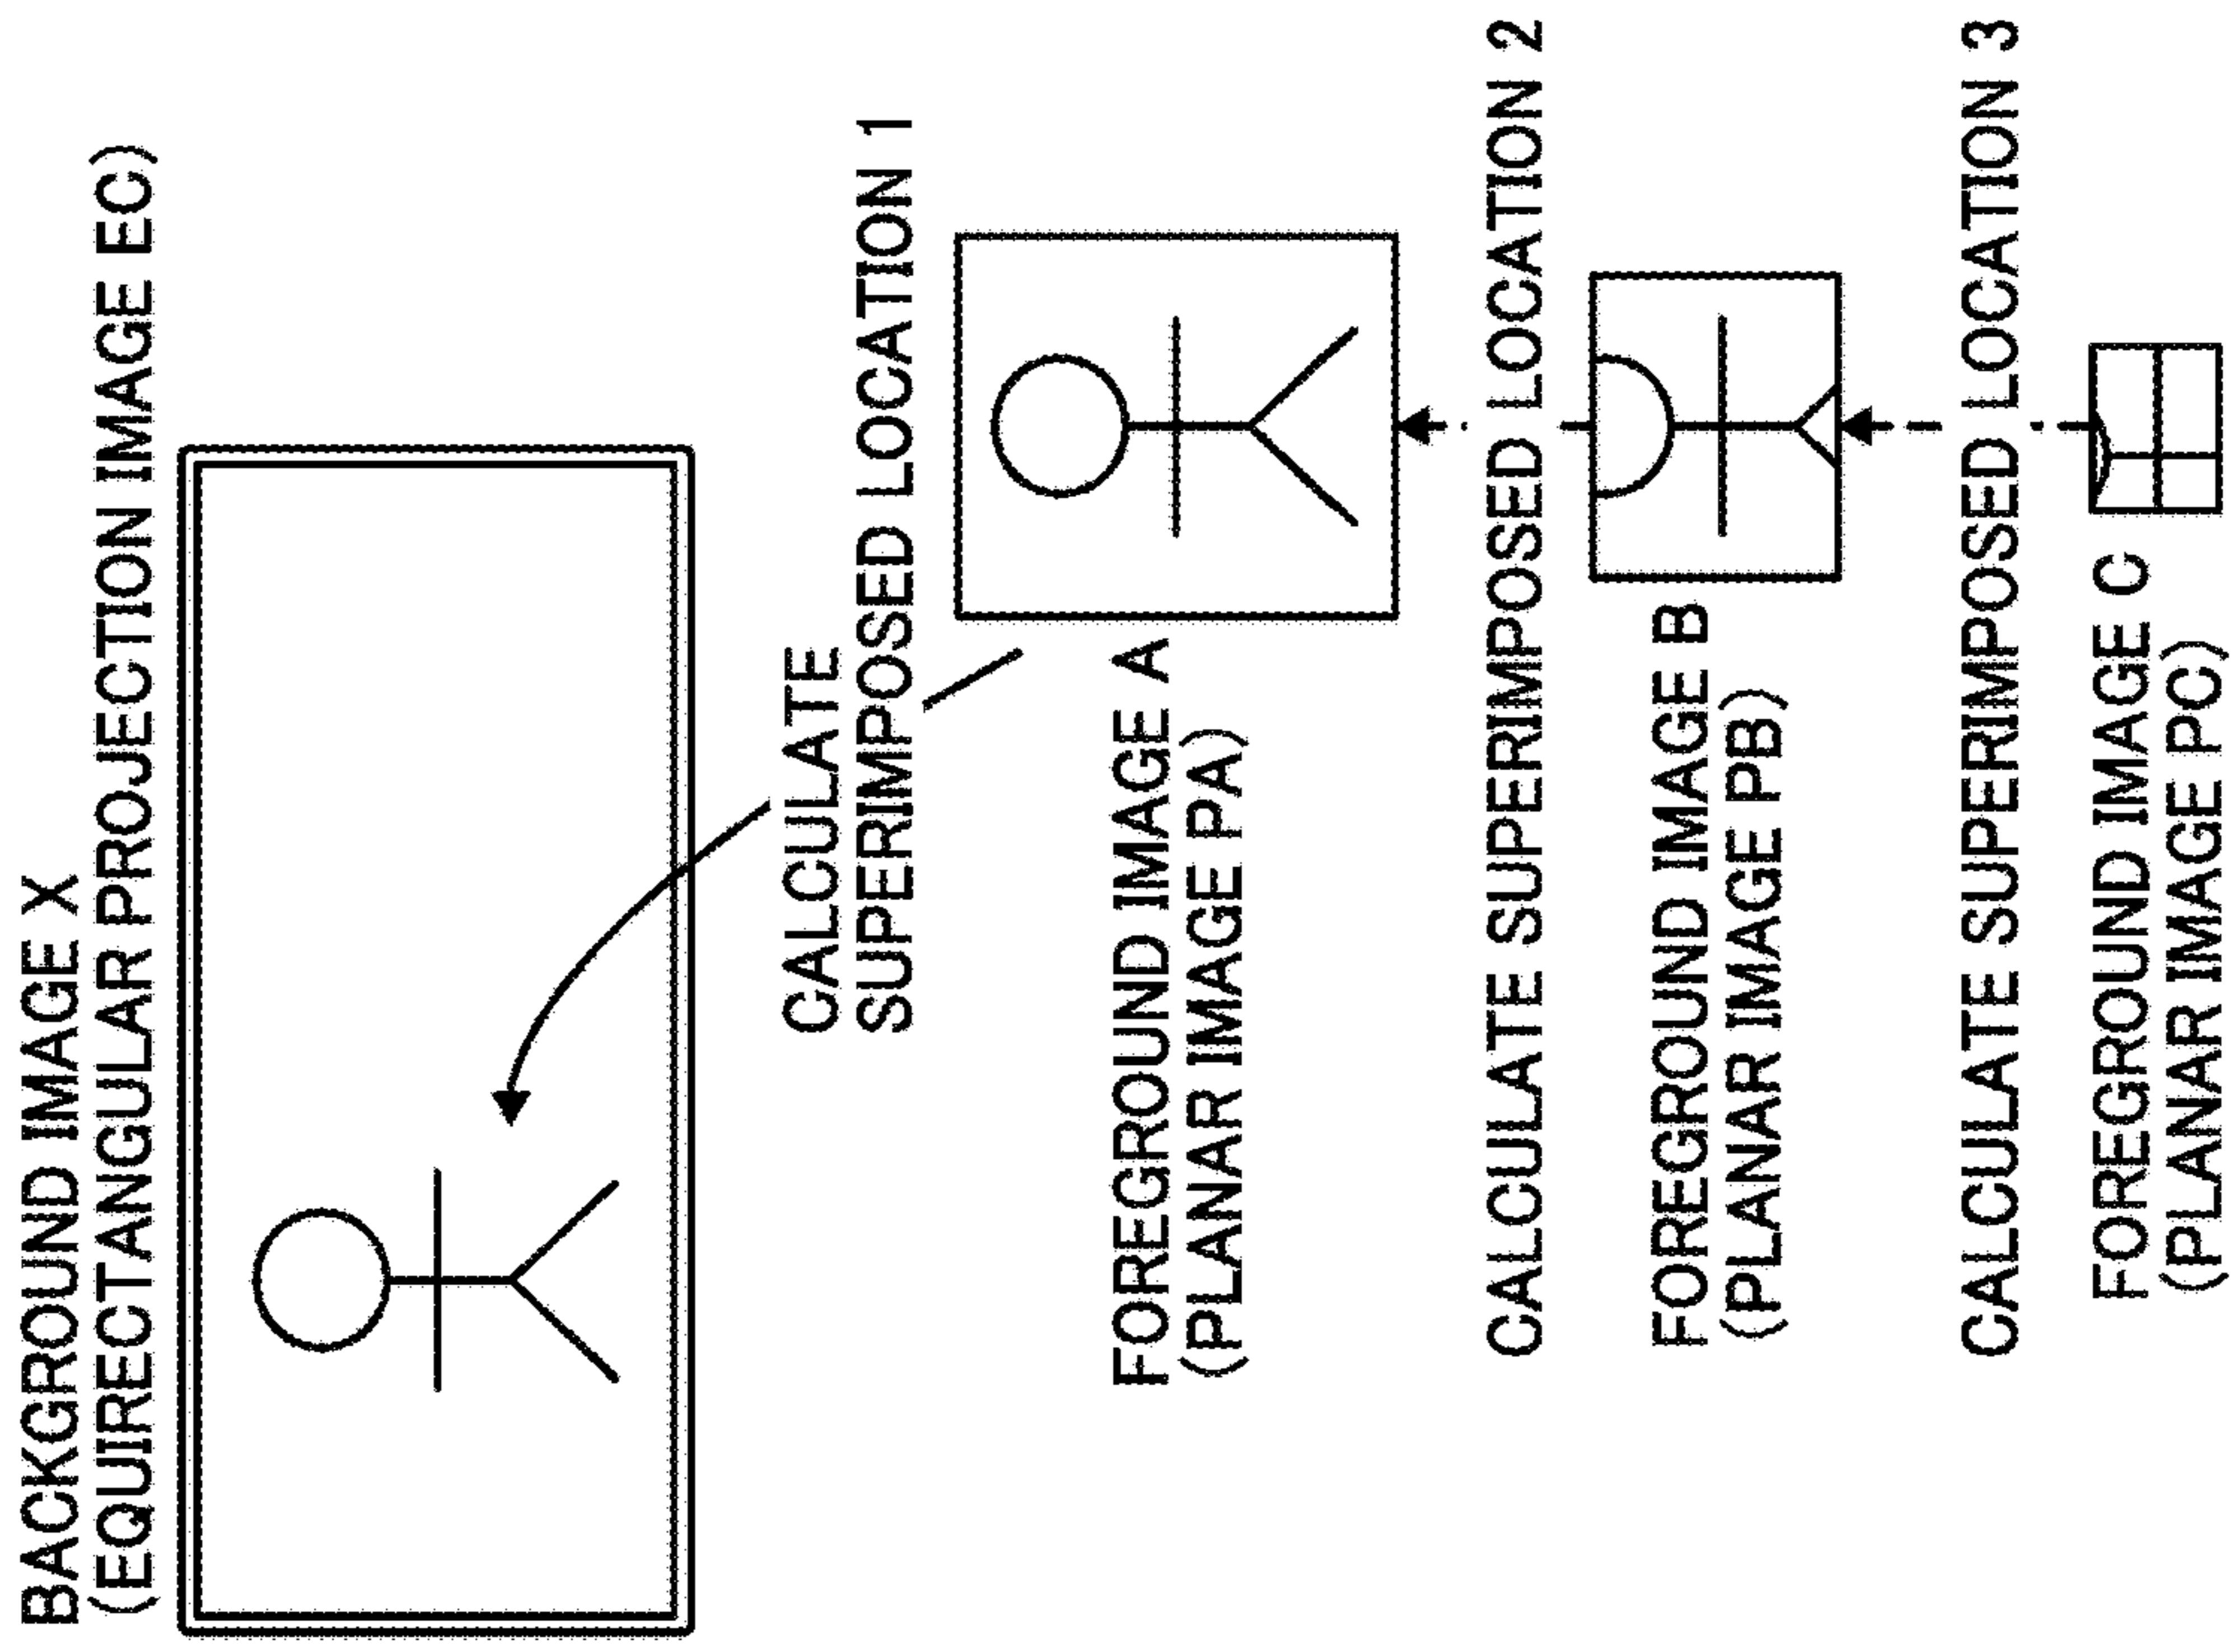 BACKGROUND IMAGE X
(EQUIRECTANGULAR PROJECTION IMAGE EC)
CALCULATE
SUPERIMPOSED LOCATION 1
FOREGROUND IMAGE A
(PLANAR IMAGE PA)
CALCULATE SUPERIMPOSED LOCATION 2
FOREGROUND IMAGE B
(PLANAR IMAGE PB)
CALCULATE SUPERIMPOSED LOCATION 3
FOREGROUND IMAGE C
(PLANAR IMAGE PC)